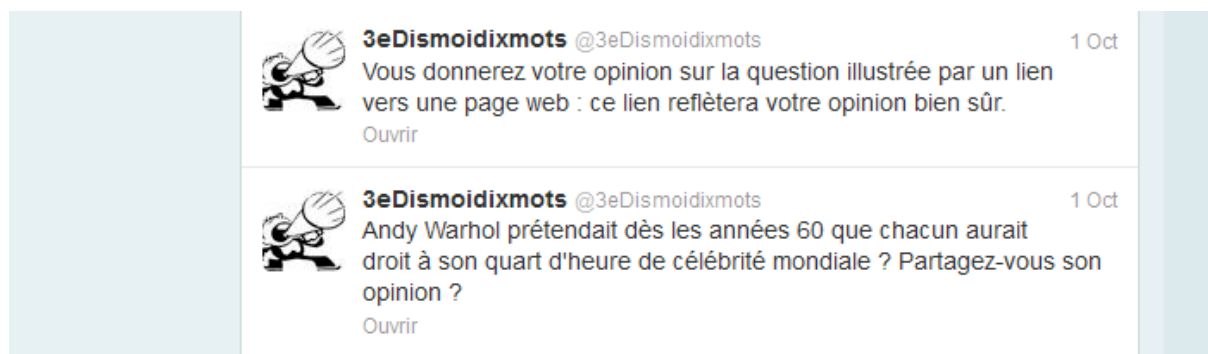 3eDismoidixmots @3eDismoidixmots 1 Oct
Vous donnerez votre opinion sur la question illustrée par un lien
vers une page web : ce lien reflètera votre opinion bien sûr.
Ouvrir
3eDismoidixmots @3eDismoidixmots 1 Oct
Andy Warhol prétendait dès les années 60 que chacun aurait
droit à son quart d'heure de célébrité mondiale ? Partagez-vous son
opinion ?
Ouvrir